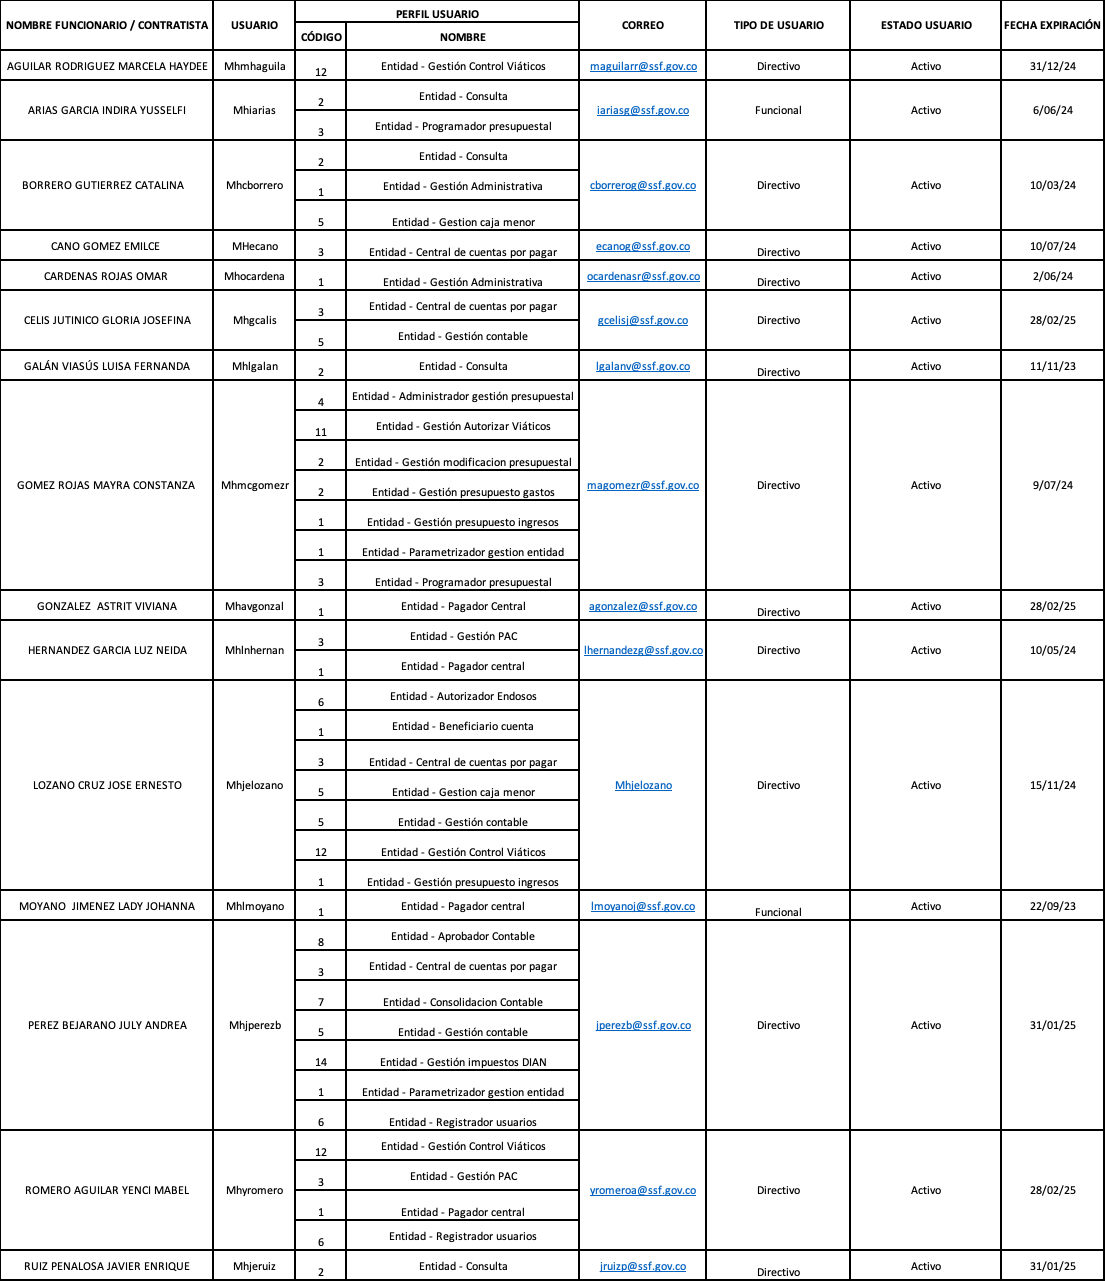 NOMBRE FUNCIONARIO / CONTRATISTA USUARIO PERFIL USUARIO CORREO TIPO DE USUARIO ESTADO USUARIO FECHA EXPIRACIÓN
CÓDIGO NOMBRE
AGUILAR RODRIGUEZ MARCELA HAYDEE Mhmhaguila 12 Entidad - Gestión Control Viáticos maguilarr@ssf.gov.co Directivo Activo 31/12/24
ARIAS GARCIA INDIRA YUSSELFI Mhiarias 2 Entidad - Consulta iariasg@ssf.gov.co Funcional Activo 6/06/24
3 Entidad - Programador presupuestal
BORRERO GUTIERREZ CATALINA Mhcborrero 2 Entidad - Consulta cborrerog@ssf.gov.co Directivo Activo 10/03/24
1 Entidad - Gestión Administrativa
5 Entidad - Gestion caja menor
CANO GOMEZ EMILCE MHecano 3 Entidad - Central de cuentas por pagar ecanog@ssf.gov.co Directivo Activo 10/07/24
CARDENAS ROJAS OMAR Mhocardena 1 Entidad - Gestión Administrativa ocardenasr@ssf.gov.co Directivo Activo 2/06/24
CELIS JUTINICO GLORIA JOSEFINA Mhgcalis 3 Entidad - Central de cuentas por pagar gcelisj@ssf.gov.co Directivo Activo 28/02/25
5 Entidad - Gestión contable
GALÁN VIASÚS LUISA FERNANDA Mhlgalan 2 Entidad - Consulta lgalanv@ssf.gov.co Directivo Activo 11/11/23
GOMEZ ROJAS MAYRA CONSTANZA Mhmcgomezr 4 Entidad - Administrador gestión presupuestal magomezr@ssf.gov.co Directivo Activo 9/07/24
11 Entidad - Gestión Autorizar Viáticos
2 Entidad - Gestión modificacion presupuestal
2 Entidad - Gestión presupuesto gastos
1 Entidad - Gestión presupuesto ingresos
1 Entidad - Parametrizador gestion entidad
3 Entidad - Programador presupuestal
GONZALEZ  ASTRIT VIVIANA Mhavgonzal 1 Entidad - Pagador Central agonzalez@ssf.gov.co Directivo Activo 28/02/25
HERNANDEZ GARCIA LUZ NEIDA Mhlnhernan 3 Entidad - Gestión PAC lhernandezg@ssf.gov.co Directivo Activo 10/05/24
1 Entidad - Pagador central
LOZANO CRUZ JOSE ERNESTO Mhjelozano 6 Entidad - Autorizador Endosos Mhjelozano Directivo Activo 15/11/24
1 Entidad - Beneficiario cuenta
3 Entidad - Central de cuentas por pagar
5 Entidad - Gestion caja menor
5 Entidad - Gestión contable
12 Entidad - Gestión Control Viáticos
1 Entidad - Gestión presupuesto ingresos
MOYANO  JIMENEZ LADY JOHANNA Mhlmoyano 1 Entidad - Pagador central lmoyanoj@ssf.gov.co Funcional Activo 22/09/23
PEREZ BEJARANO JULY ANDREA Mhjperezb 8 Entidad - Aprobador Contable jperezb@ssf.gov.co Directivo Activo 31/01/25
3 Entidad - Central de cuentas por pagar
7 Entidad - Consolidacion Contable
5 Entidad - Gestión contable
14 Entidad - Gestión impuestos DIAN
1 Entidad - Parametrizador gestion entidad
6 Entidad - Registrador usuarios
ROMERO AGUILAR YENCI MABEL Mhyromero 12 Entidad - Gestión Control Viáticos yromeroa@ssf.gov.co Directivo Activo 28/02/25
3 Entidad - Gestión PAC
1 Entidad - Pagador central
6 Entidad - Registrador usuarios
RUIZ PENALOSA JAVIER ENRIQUE Mhjeruiz 2 Entidad - Consulta jruizp@ssf.gov.co Directivo Activo 31/01/25